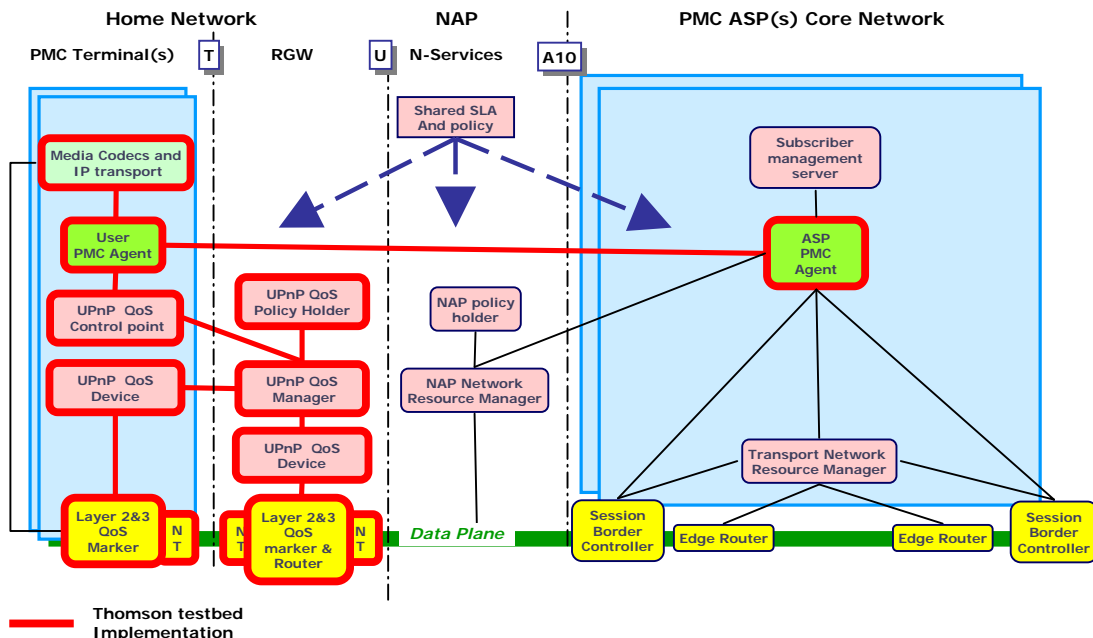 Home Network
NAP
PMC ASP(s) Core Network
PMC Terminal(s)
T
RGW
U
N-Services
A10
Shared SLA
And policy
Media Codecs and
IP transport
Subscriber
management
server
User
PMC Agent
ASP
PMC
Agent
UPnP QoS
Control point
UPnP QoS
Policy Holder
NAP policy
holder
UPnP QoS
Device
UPnP QoS
Manager
NAP Network
Resource Manager
UPnP QoS
Device
Transport Network
Resource Manager
Layer 2&3
QoS
Marker
N
T
NT
Layer 2&3
QoS
marker &
Router
N
T
Data Plane
Session
Border
Controller
Edge Router
Edge Router
Session
Border
Controller
Thomson testbed
Implementation